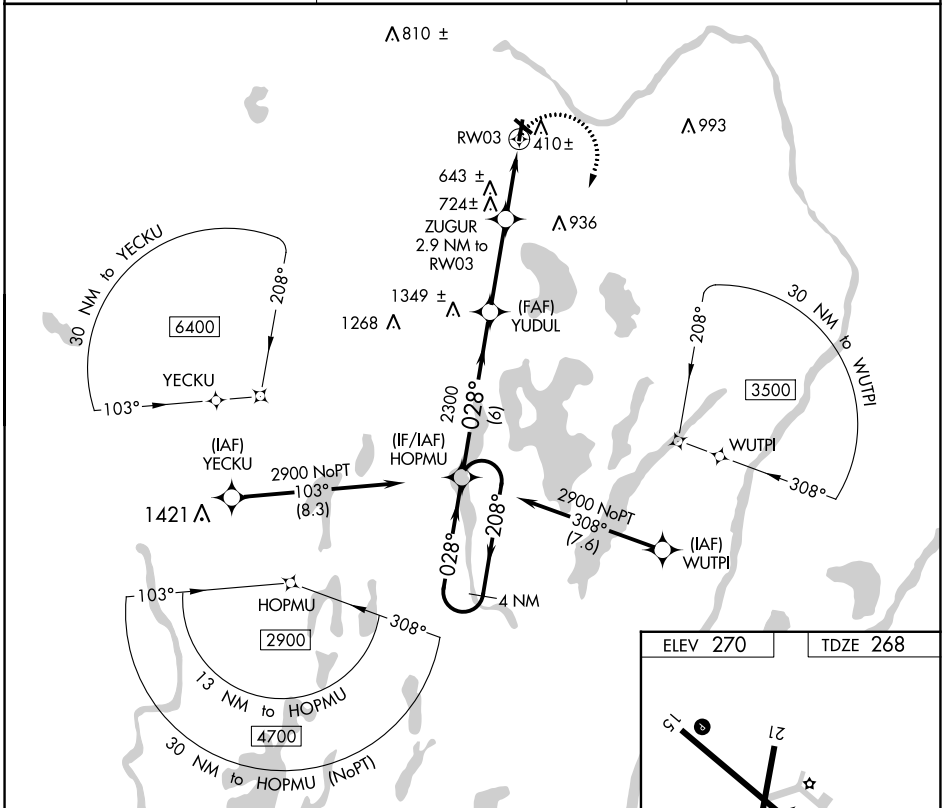 810 ±
993
RW03
410±
643 ±
724±
ZUGUR
2.9 NM to
RW03
936
30 NM to YECKU
208°
6400
YECKU
103°
1349 ±
1268
(FAF)
YUDUL
30 NM to WUTPI
208°
3500
WUTPI
308°
2300
028°
(6)
(IF/IAF)
HOPMU
(IAF)
YECKU
2900 NoPT
103°
(8.3)
1421
2900 NoPT
308°
(7.6)
(IAF)
WUTPI
028°
208°
4 NM
103°
HOPMU
308°
2900
13 NM to HOPMU
4700
30 NM to HOPMU (NoPT)
ELEV 270
TDZE 268
15
P
21